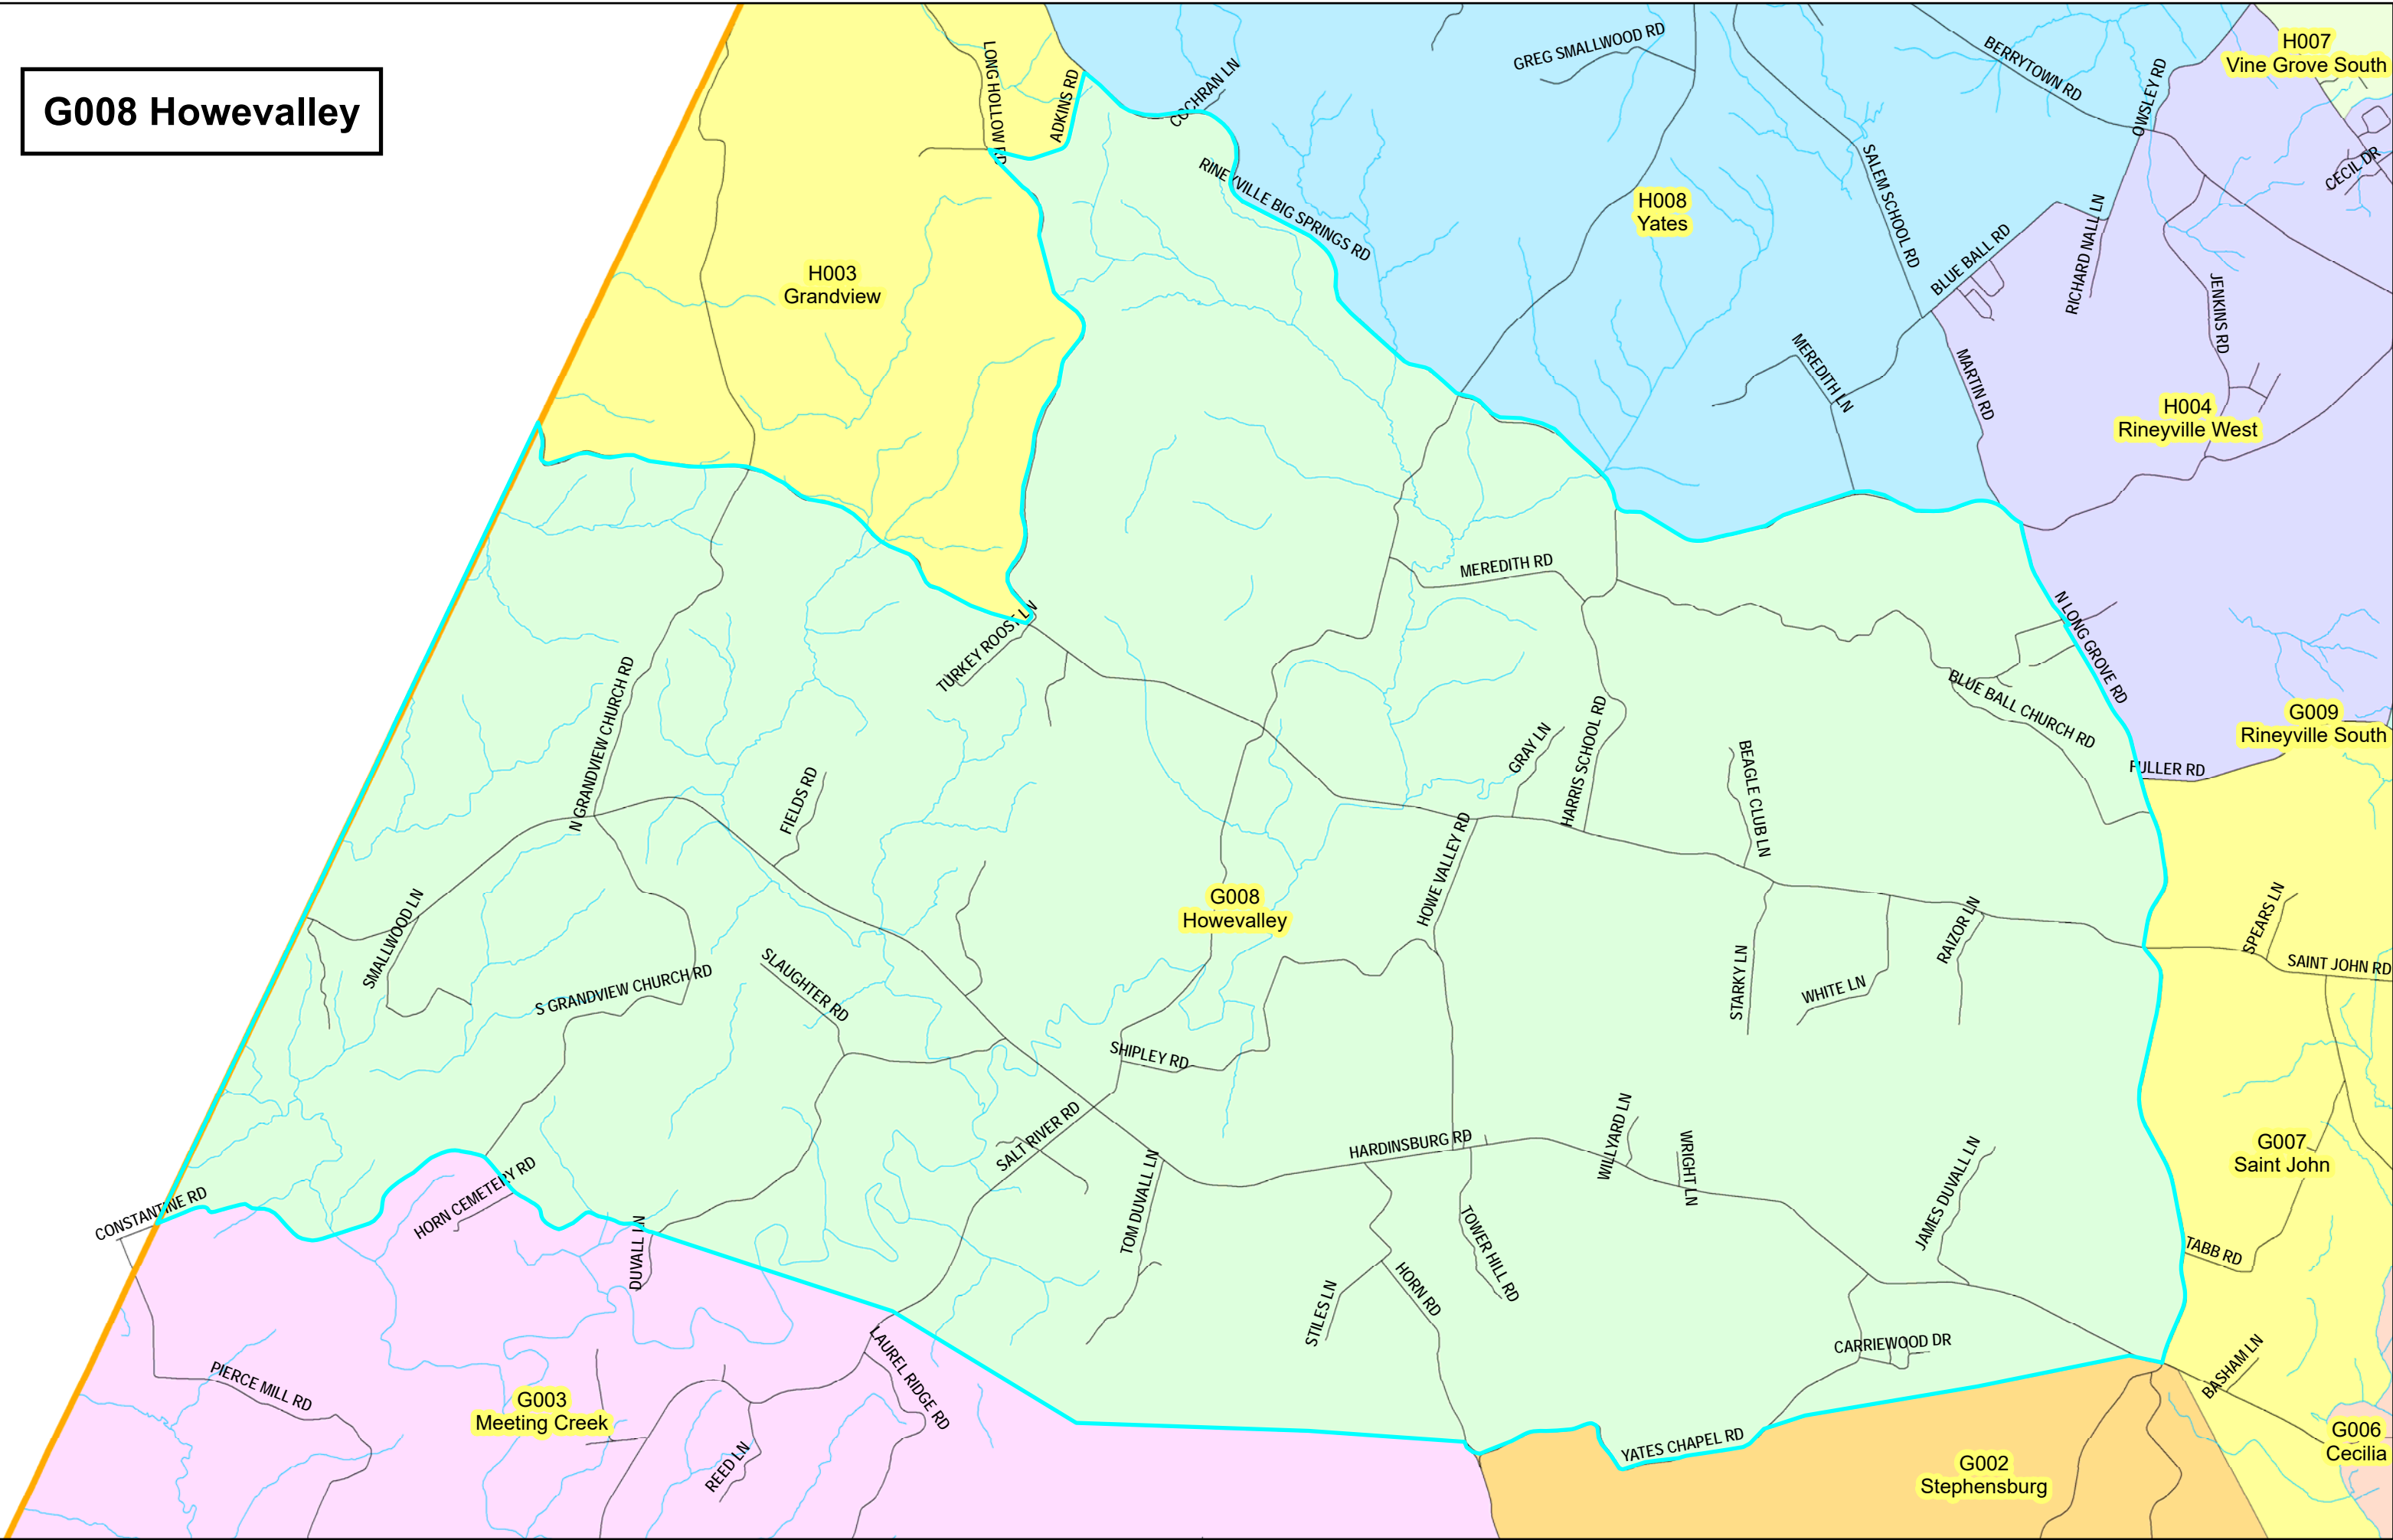 G008 Howevalley
LONG HOLLOW RD
ADKINS RD
COCHRAN LN
GREG SMALLWOOD RD
BERRYTOWN RD
OWSLEY RD
H007
Vine Grove South
CECIL DR
RINEYVILLE BIG SPRINGS RD
H008
Yates
SALEM SCHOOL RD
BLUE BALL RD
RICHARD NALL LN
JENKINS RD
H003
Grandview
MEREDITH LN
MARTIN RD
H004
Rineyville West
MEREDITH RD
TURKEY ROOST LN
N LONG GROVE RD
BLUE BALL CHURCH RD
G009
Rineyville South
FULLER RD
N GRANDVIEW CHURCH RD
FIELDS RD
GRAY LN
HARRIS SCHOOL RD
BEAGLE CLUB LN
HOWE VALLEY RD
G008
Howevalley
SMALLWOOD LN
S GRANDVIEW CHURCH RD
SLAUGHTER RD
STARKY LN
WHITE LN
RAIZOR LN
SPEARS LN
SAINT JOHN RD
SHIPLEY RD
SALT RIVER RD
HARDINSBURG RD
WILLYARD LN
WRIGHT LN
JAMES DUVALL LN
G007
Saint John
TABB RD
CONSTANTINE RD
HORN CEMETERY RD
DUVALL LN
TOM DUVALL LN
TOWER HILL RD
HORN RD
STILES LN
LAUREL RIDGE RD
CARRIEWOOD DR
BASHAM LN
PIERCE MILL RD
G003
Meeting Creek
REED LN
YATES CHAPEL RD
G002
Stephensburg
G006
Cecilia